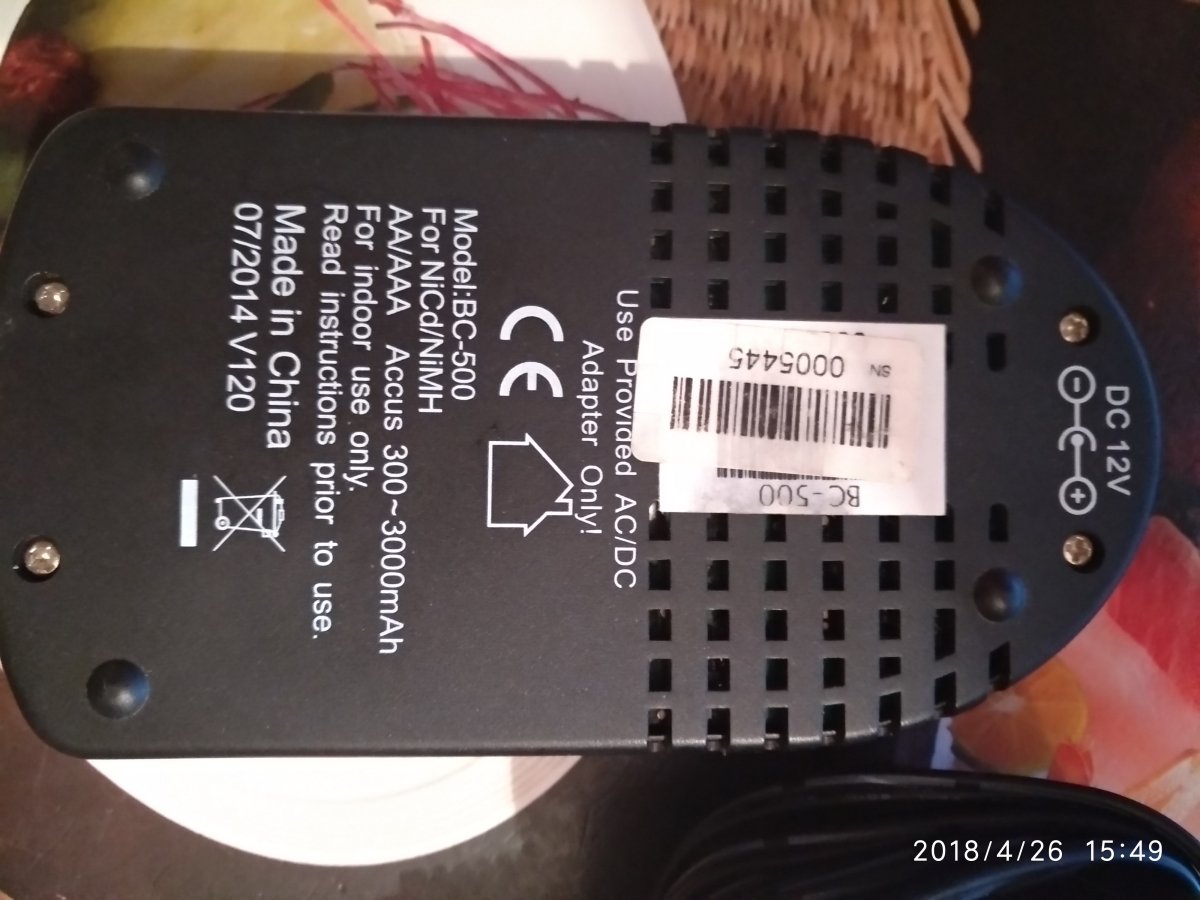 DC 12V
SN 0005445
BC-500
Use Provided AC/DC
Adapter Only!
CE
Model:BC-500
For NiCd/NiMH
AA/AAA Accus 300~3000mAh
For indoor use only.
Read instructions prior to use.
Made in China
07/2014 V120
2018/4/26 15:49